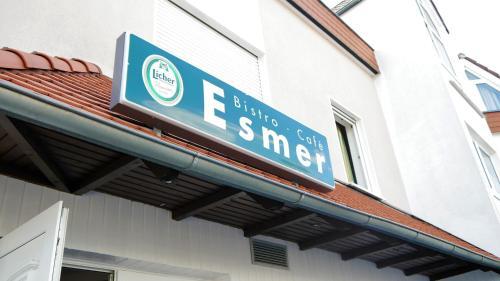 Licher
Bistro · Café
Esmer